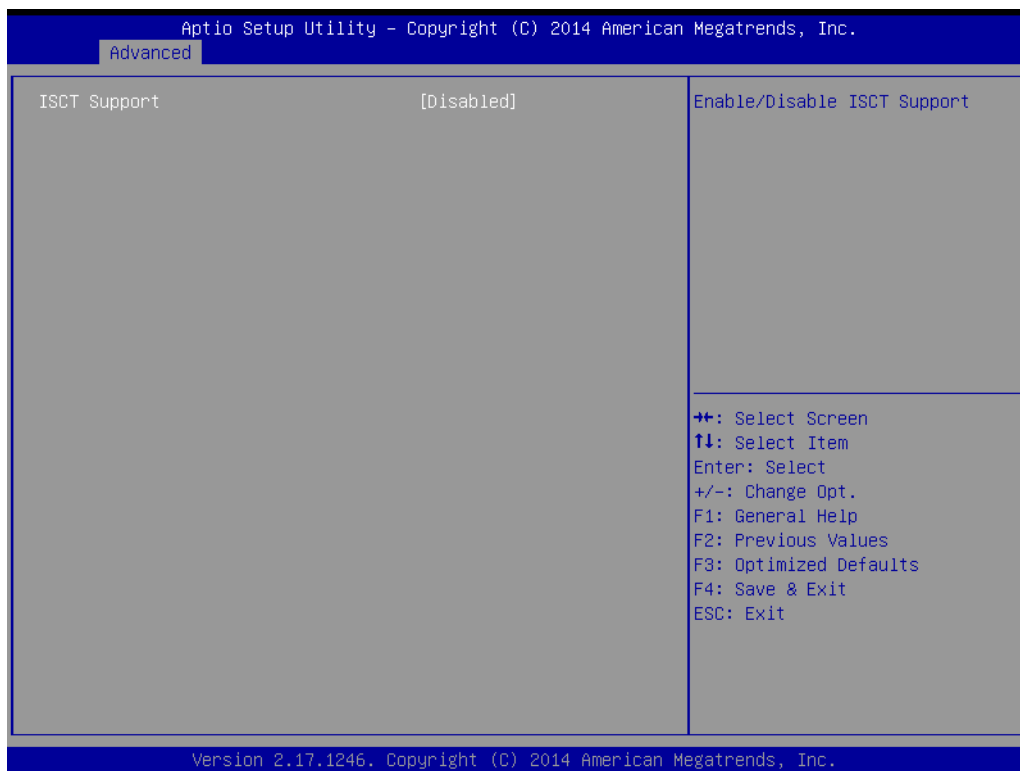 Aptio Setup Utility – Copyright (C) 2014 American Megatrends, Inc.
Advanced
ISCT Support [Disabled]
Enable/Disable ISCT Support
→←: Select Screen
↑↓: Select Item
Enter: Select
+/-: Change Opt.
F1: General Help
F2: Previous Values
F3: Optimized Defaults
F4: Save & Exit
ESC: Exit
Version 2.17.1246. Copyright (C) 2014 American Megatrends, Inc.